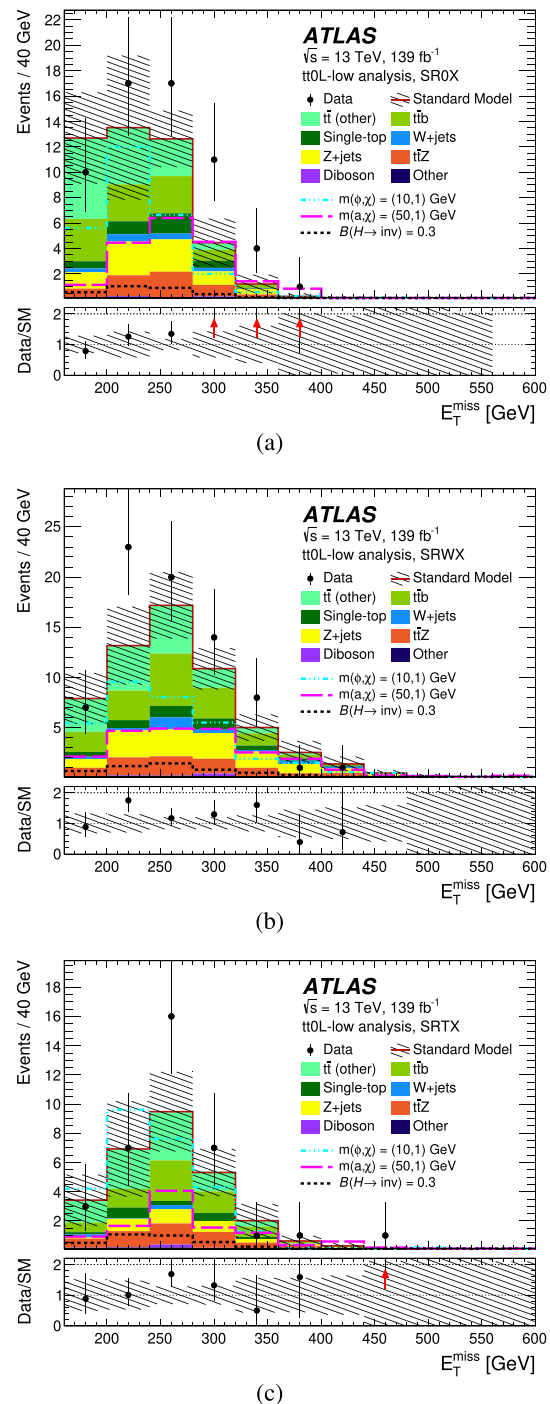 Events / 40 GeV
22
20
18
16
14
12
10
8
6
4
2
ATLAS
√s = 13 TeV, 139 fb-1
tt0L-low analysis, SR0X
Data Standard Model
tt̄ (other) tt̄b
Single-top W+jets
Z+jets tt̄Z
Diboson Other
m(ϕ,χ) = (10,1) GeV
m(a,χ) = (50,1) GeV
B(H→ inv) = 0.3
Data/SM
2
1
0
200 250 300 350 400 450 500 550 600
E_T^miss [GeV]
(a)
Events / 40 GeV
25
20
15
10
5
ATLAS
√s = 13 TeV, 139 fb-1
tt0L-low analysis, SRWX
Data Standard Model
tt̄ (other) tt̄b
Single-top W+jets
Z+jets tt̄Z
Diboson Other
m(ϕ,χ) = (10,1) GeV
m(a,χ) = (50,1) GeV
B(H→ inv) = 0.3
Data/SM
2
1
0
200 250 300 350 400 450 500 550 600
E_T^miss [GeV]
(b)
Events / 40 GeV
18
16
14
12
10
8
6
4
2
ATLAS
√s = 13 TeV, 139 fb-1
tt0L-low analysis, SRTX
Data Standard Model
tt̄ (other) tt̄b
Single-top W+jets
Z+jets tt̄Z
Diboson Other
m(ϕ,χ) = (10,1) GeV
m(a,χ) = (50,1) GeV
B(H→ inv) = 0.3
Data/SM
2
1
0
200 250 300 350 400 450 500 550 600
E_T^miss [GeV]
(c)